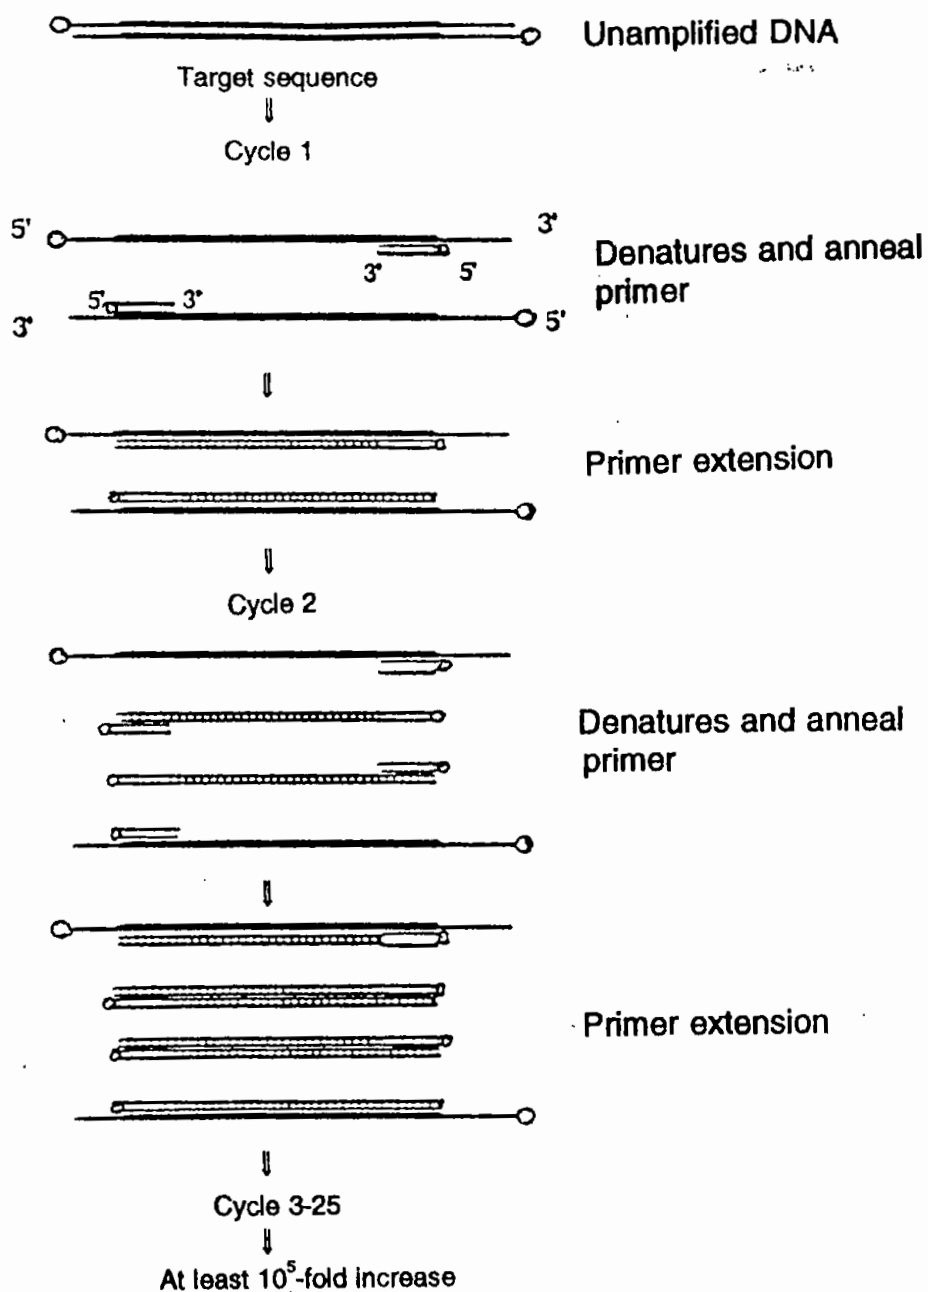 Unamplified DNA
Target sequence
⇓
Cycle 1
5' 3'
3' 5'
Denatures and anneal
primer
5' 3'
3' 5'
⇓
Primer extension
⇓
Cycle 2
Denatures and anneal
primer
⇓
Primer extension
⇓
Cycle 3-25
⇓
At least 10⁵-fold increase